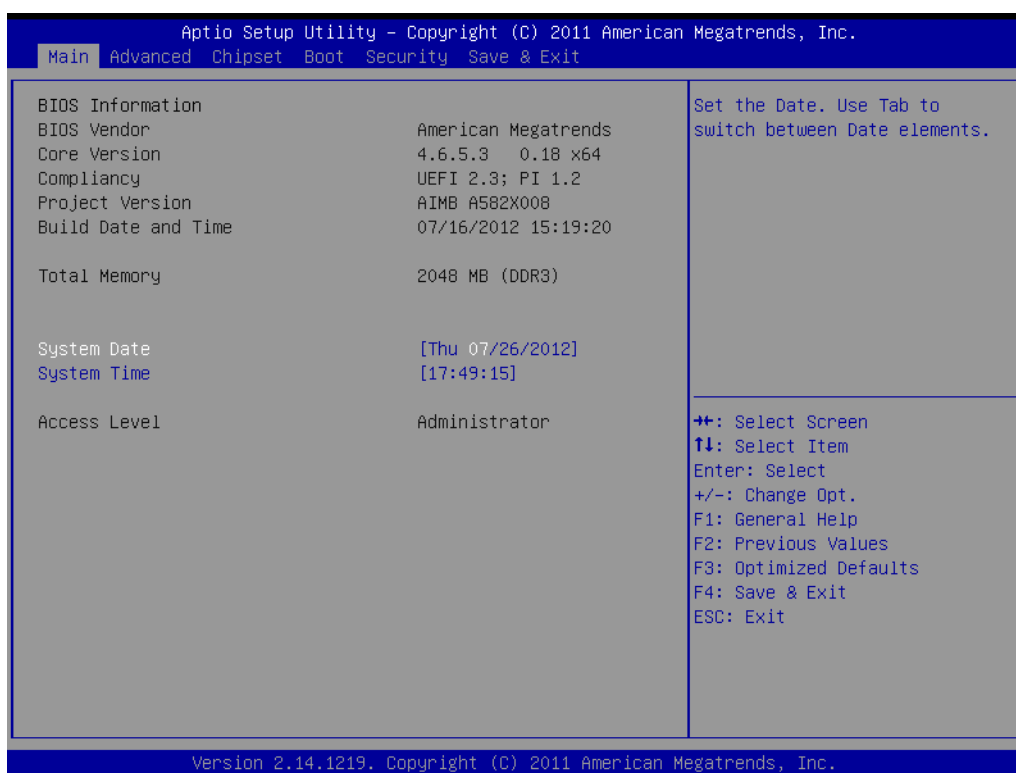 Aptio Setup Utility – Copyright (C) 2011 American Megatrends, Inc.
Main Advanced Chipset Boot Security Save & Exit
BIOS Information
BIOS Vendor American Megatrends
Core Version 4.6.5.3 0.18 x64
Compliancy UEFI 2.3; PI 1.2
Project Version AIMB A582X008
Build Date and Time 07/16/2012 15:19:20
Total Memory 2048 MB (DDR3)
System Date [Thu 07/26/2012]
System Time [17:49:15]
Access Level Administrator
Set the Date. Use Tab to
switch between Date elements.
→←: Select Screen
↑↓: Select Item
Enter: Select
+/-: Change Opt.
F1: General Help
F2: Previous Values
F3: Optimized Defaults
F4: Save & Exit
ESC: Exit
Version 2.14.1219. Copyright (C) 2011 American Megatrends, Inc.